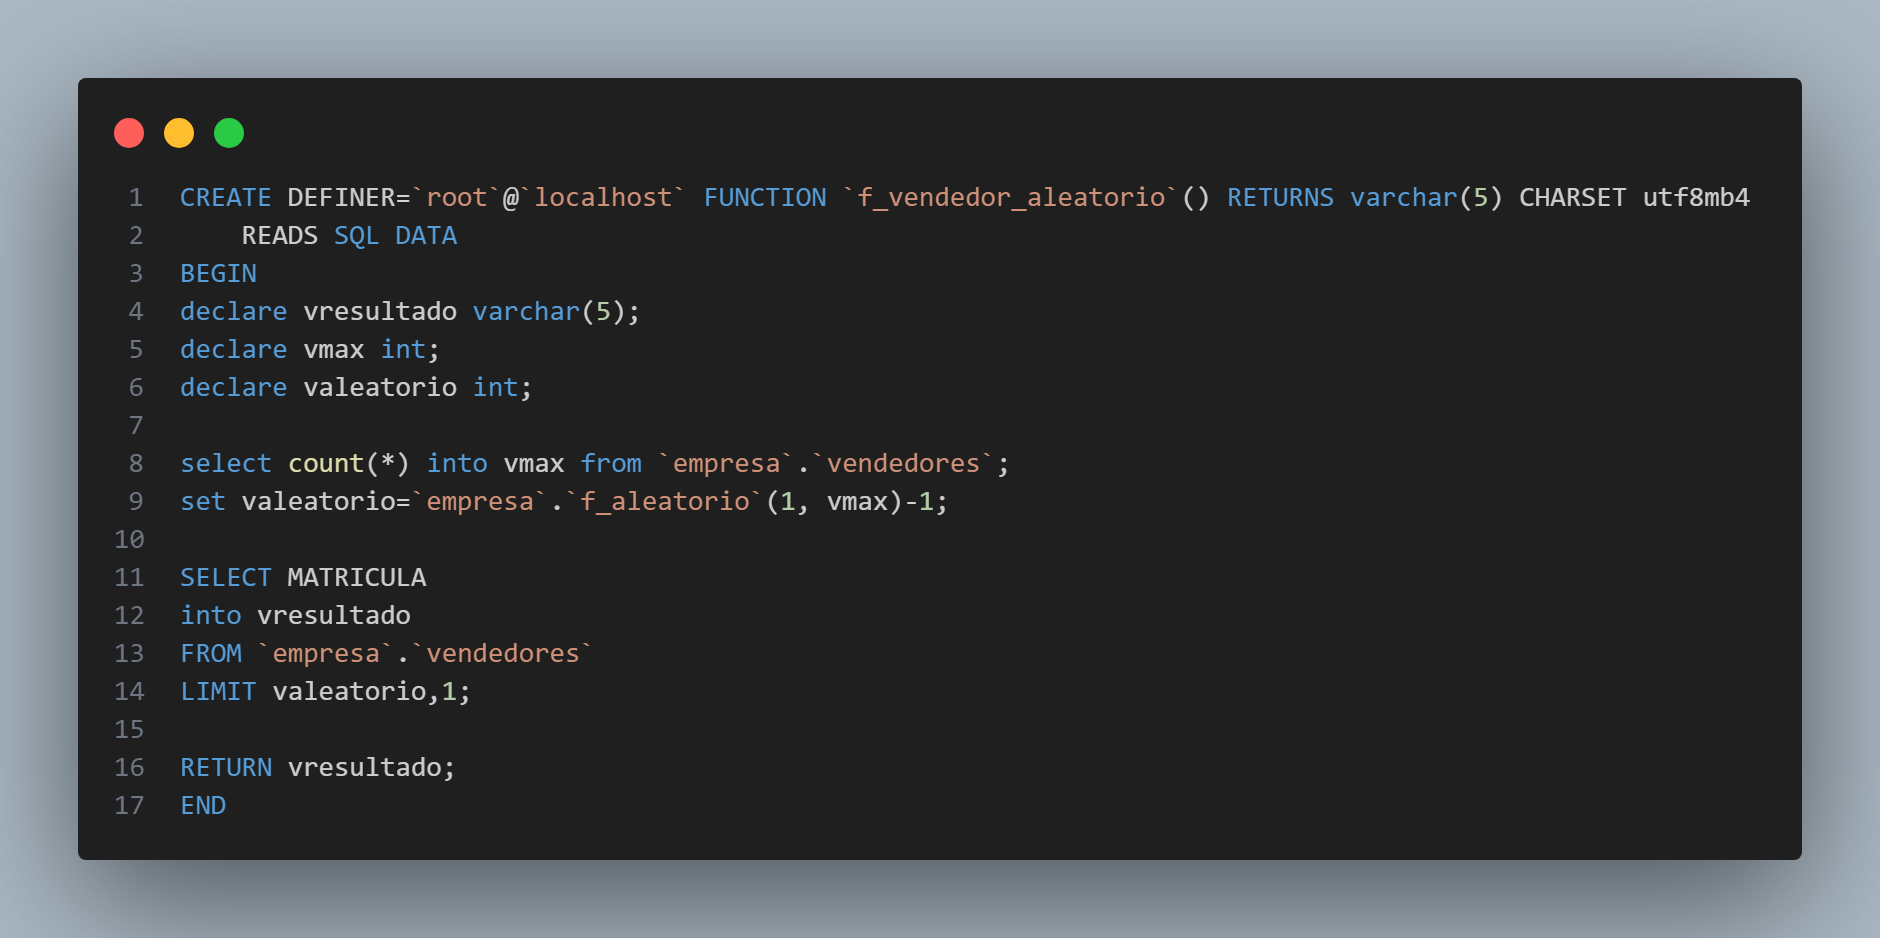 1 CREATE DEFINER=`root`@`localhost` FUNCTION `f_vendedor_aleatorio`() RETURNS varchar(5) CHARSET utf8mb4
2     READS SQL DATA
3 BEGIN
4 declare vresultado varchar(5);
5 declare vmax int;
6 declare valeatorio int;
7
8 select count(*) into vmax from `empresa`.`vendedores`;
9 set valeatorio=`empresa`.`f_aleatorio`(1, vmax)-1;
10
11 SELECT MATRICULA
12 into vresultado
13 FROM `empresa`.`vendedores`
14 LIMIT valeatorio,1;
15
16 RETURN vresultado;
17 END